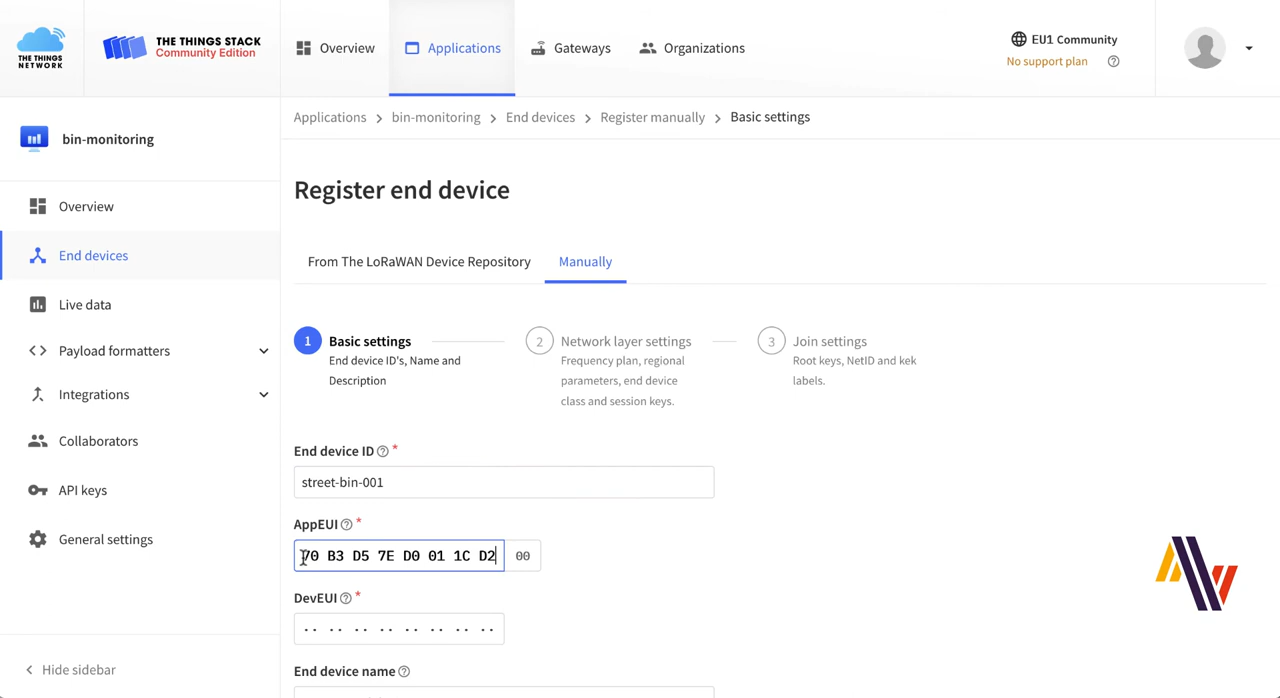 THE THINGS
NETWORK
THE THINGS STACK
Community Edition
Overview
Applications
Gateways
Organizations
EU1 Community
No support plan
bin-monitoring
Overview
End devices
Live data
Payload formatters
Integrations
Collaborators
API keys
General settings
Hide sidebar
Applications > bin-monitoring > End devices > Register manually > Basic settings
Register end device
From The LoRaWAN Device Repository
Manually
1 Basic settings
End device ID's, Name and
Description
2 Network layer settings
Frequency plan, regional
parameters, end device
class and session keys.
3 Join settings
Root keys, NetID and kek
labels.
End device ID *
street-bin-001
AppEUI *
70 B3 D5 7E D0 01 1C D2 00
DevEUI *
·· ·· ·· ·· ·· ·· ·· ··
End device name